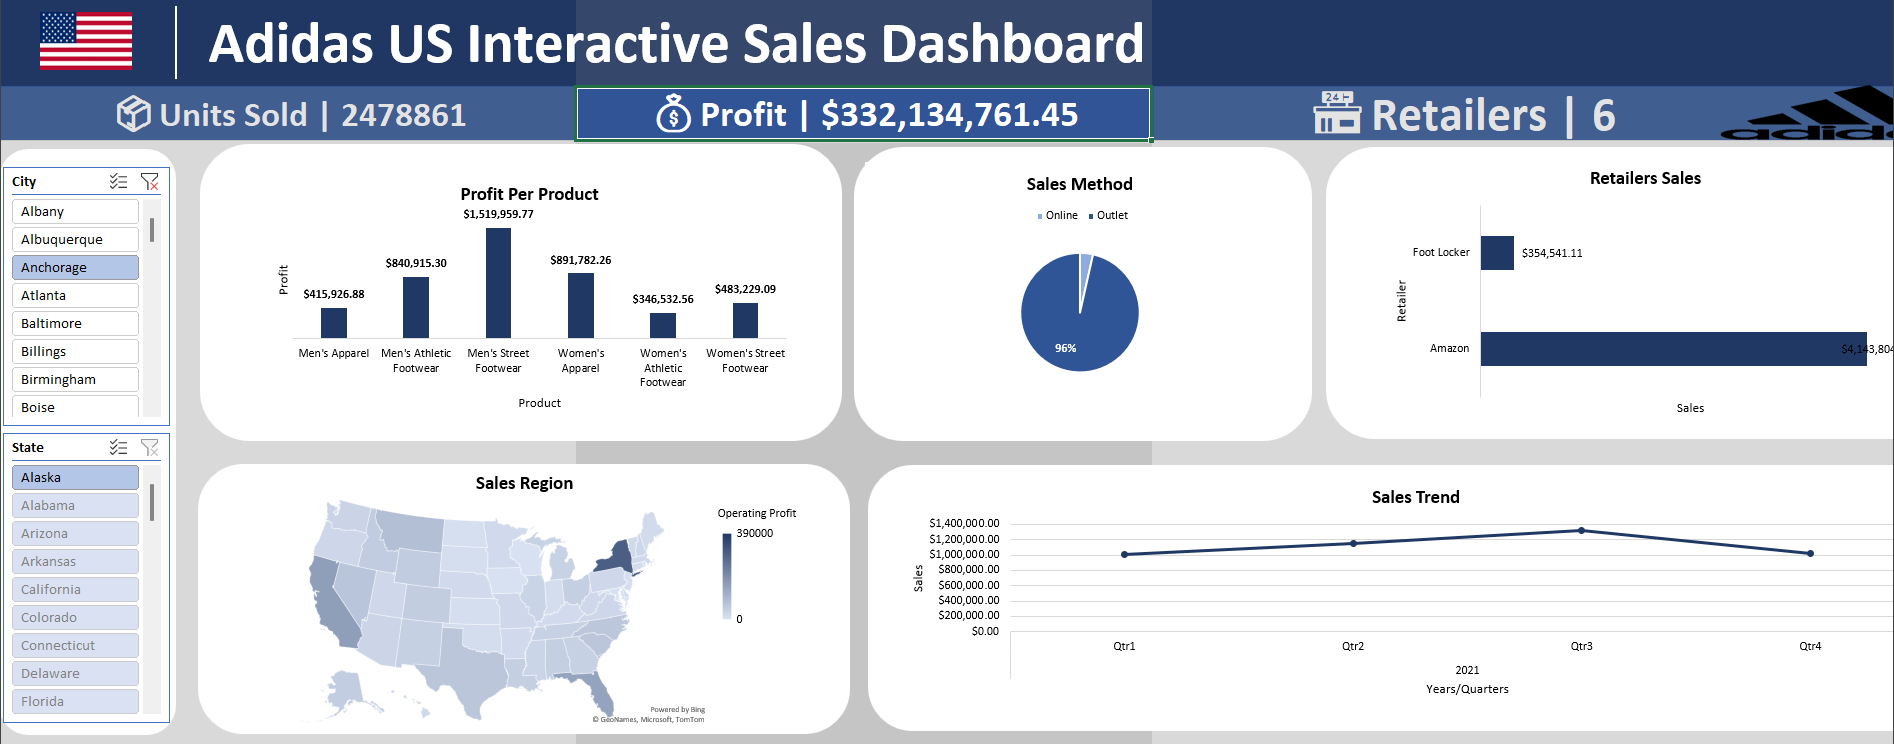 Adidas US Interactive Sales Dashboard
Units Sold | 2478861
Profit | $332,134,761.45
24 H
Retailers | 6
City
Albany
Albuquerque
Anchorage
Atlanta
Baltimore
Billings
Birmingham
Boise
State
Alaska
Alabama
Arizona
Arkansas
California
Colorado
Connecticut
Delaware
Florida
Profit Per Product
Profit
$415,926.88
$840,915.30
$1,519,959.77
$891,782.26
$346,532.56
$483,229.09
Men's Apparel
Men's Athletic
Footwear
Men's Street
Footwear
Women's
Apparel
Women's
Athletic
Footwear
Women's Street
Footwear
Product
Sales Method
Online
Outlet
96%
Retailers Sales
Retailer
Foot Locker
$354,541.11
Amazon
$4,143,804
Sales
Sales Region
Operating Profit
390000
0
Powered by Bing
© GeoNames, Microsoft, TomTom
Sales Trend
Sales
$1,400,000.00
$1,200,000.00
$1,000,000.00
$800,000.00
$600,000.00
$400,000.00
$200,000.00
$0.00
Qtr1
Qtr2
Qtr3
Qtr4
2021
Years/Quarters